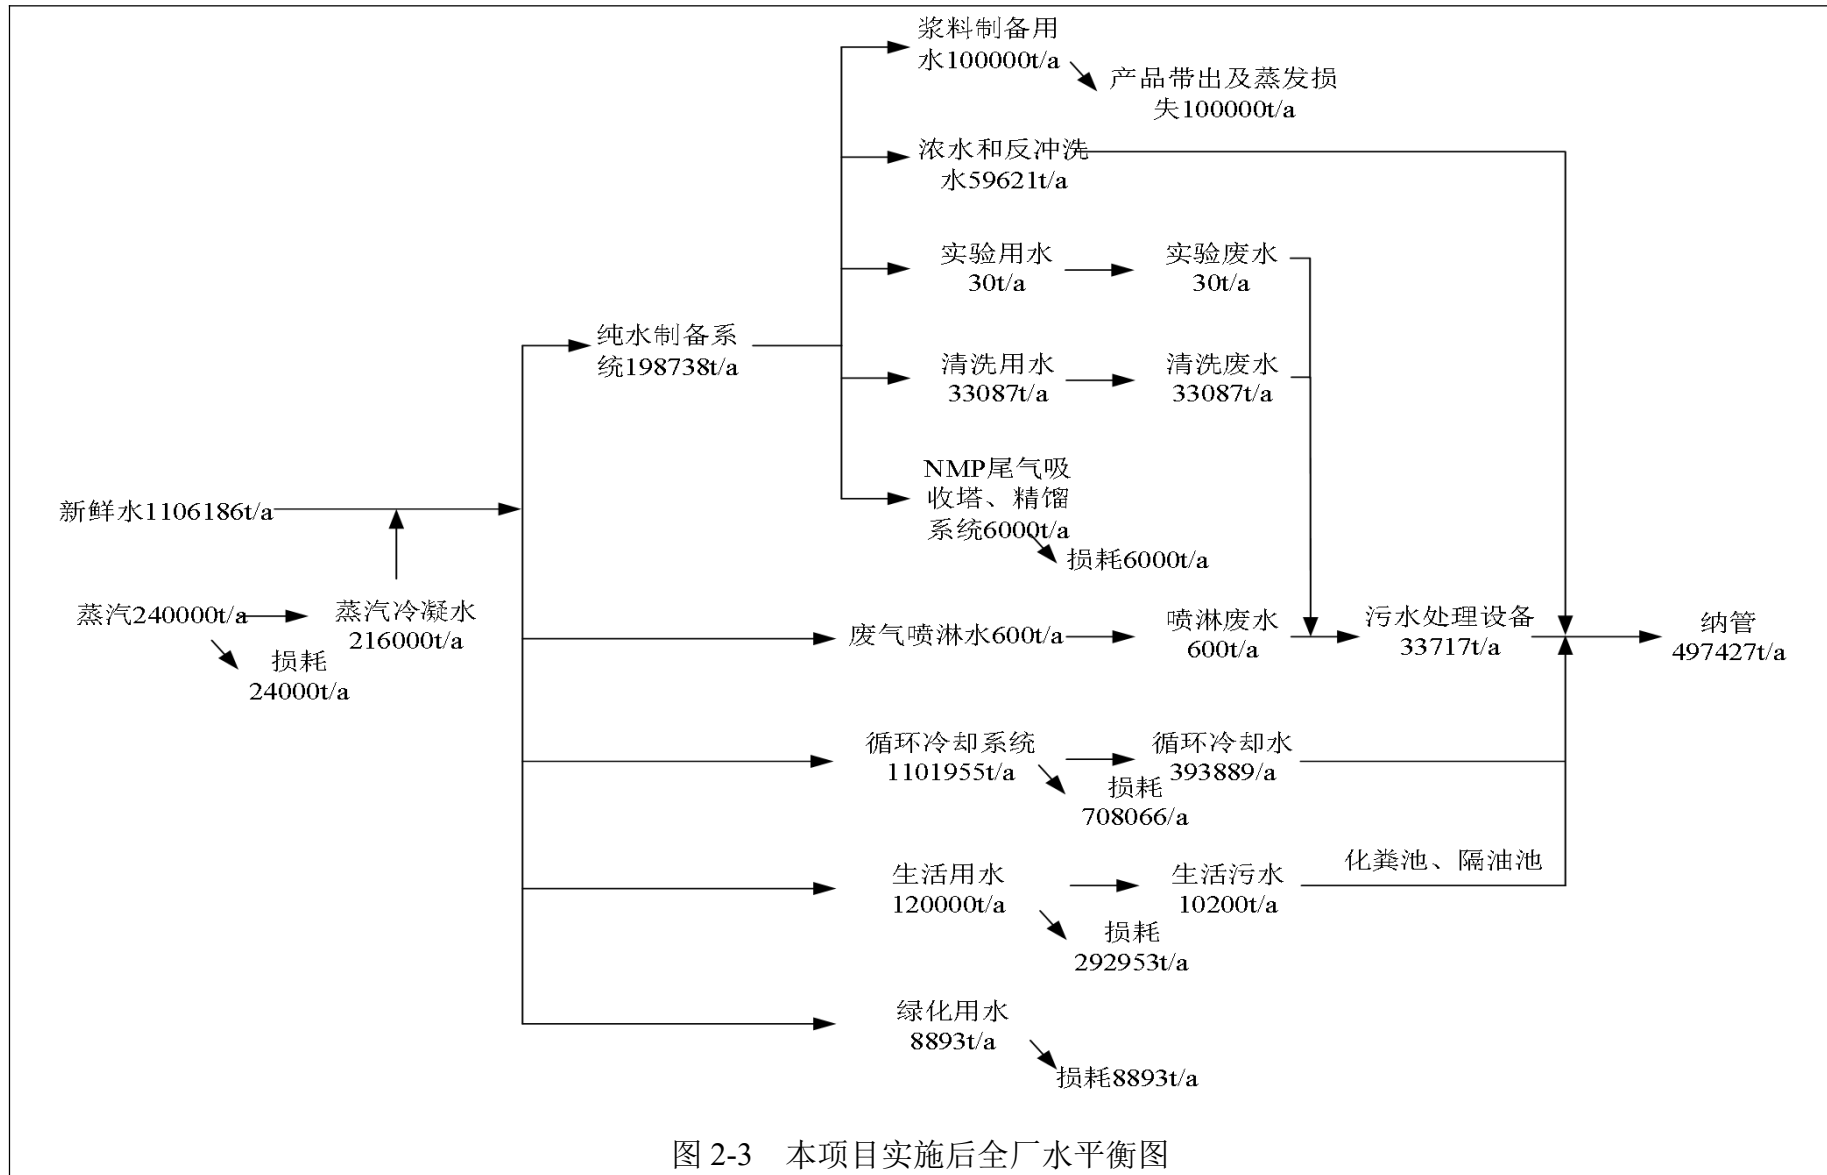 浆料制备用
水100000t/a
产品带出及蒸发损
失100000t/a
浓水和反冲洗
水59621t/a
实验用水
30t/a
实验废水
30t/a
纯水制备系
统198738t/a
清洗用水
33087t/a
清洗废水
33087t/a
NMP尾气吸
收塔、精馏
系统6000t/a
损耗6000t/a
新鲜水1106186t/a
蒸汽240000t/a
蒸汽冷凝水
216000t/a
损耗
24000t/a
废气喷淋水600t/a
喷淋废水
600t/a
污水处理设备
33717t/a
纳管
497427t/a
循环冷却系统
1101955t/a
循环冷却水
393889/a
损耗
708066/a
生活用水
120000t/a
生活污水
10200t/a
化粪池、隔油池
损耗
292953t/a
绿化用水
8893t/a
损耗8893t/a
图 2-3 本项目实施后全厂水平衡图